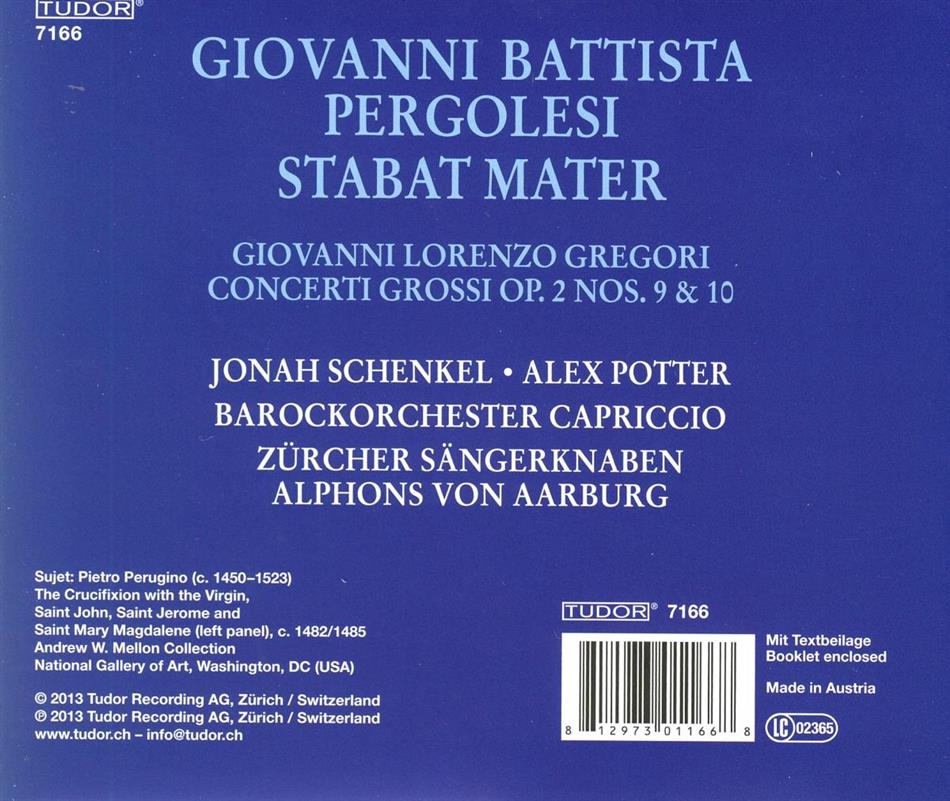 TUDOR®
7166
GIOVANNI BATTISTA
PERGOLESI
STABAT MATER
GIOVANNI LORENZO GREGORI
CONCERTI GROSSI OP. 2 NOS. 9 & 10
JONAH SCHENKEL • ALEX POTTER
BAROCKORCHESTER CAPRICCIO
ZÜRCHER SÄNGERKNABEN
ALPHONS VON AARBURG
Sujet: Pietro Perugino (c. 1450–1523)
The Crucifixion with the Virgin,
Saint John, Saint Jerome and
Saint Mary Magdalene (left panel), c. 1482/1485
Andrew W. Mellon Collection
National Gallery of Art, Washington, DC (USA)
© 2013 Tudor Recording AG, Zürich / Switzerland
℗ 2013 Tudor Recording AG, Zürich / Switzerland
www.tudor.ch – info@tudor.ch
TUDOR® 7166
8 12973 01166 8
Mit Textbeilage
Booklet enclosed
Made in Austria
LC 02365